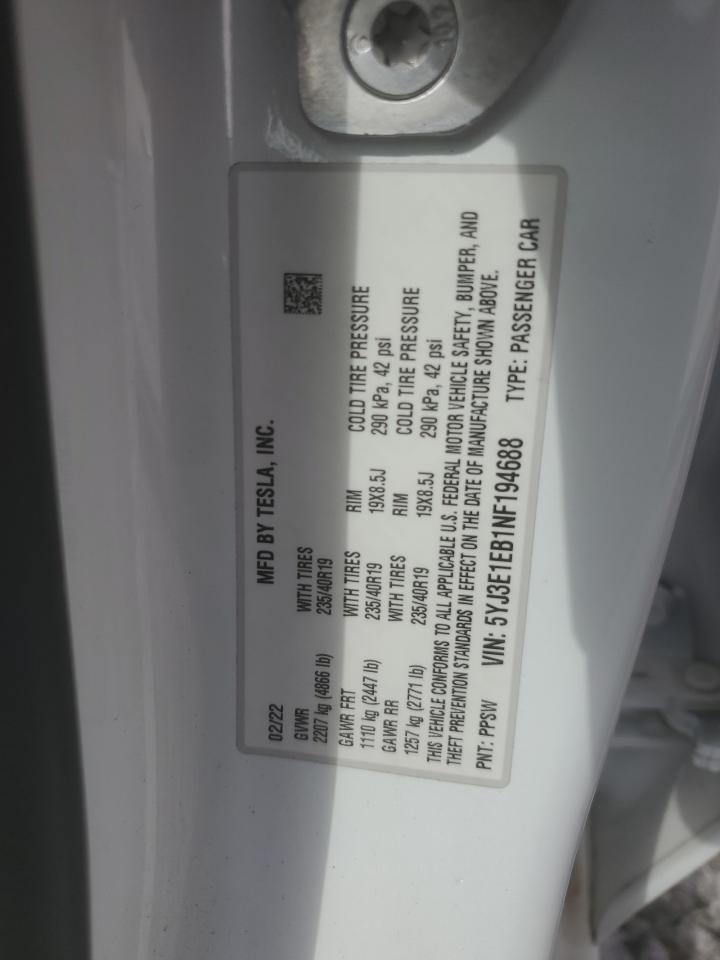 MFD BY TESLA, INC.
02/22
GVWR WITH TIRES
2207 kg (4866 lb) 235/40R19
GAWR FRT WITH TIRES RIM COLD TIRE PRESSURE
1110 kg (2447 lb) 235/40R19 19X8.5J 290 kPa, 42 psi
GAWR RR WITH TIRES RIM COLD TIRE PRESSURE
1257 kg (2771 lb) 235/40R19 19X8.5J 290 kPa, 42 psi
THIS VEHICLE CONFORMS TO ALL APPLICABLE U.S. FEDERAL MOTOR VEHICLE SAFETY, BUMPER, AND
THEFT PREVENTION STANDARDS IN EFFECT ON THE DATE OF MANUFACTURE SHOWN ABOVE.
PNT: PPSW VIN: 5YJ3E1EB1NF194688 TYPE: PASSENGER CAR